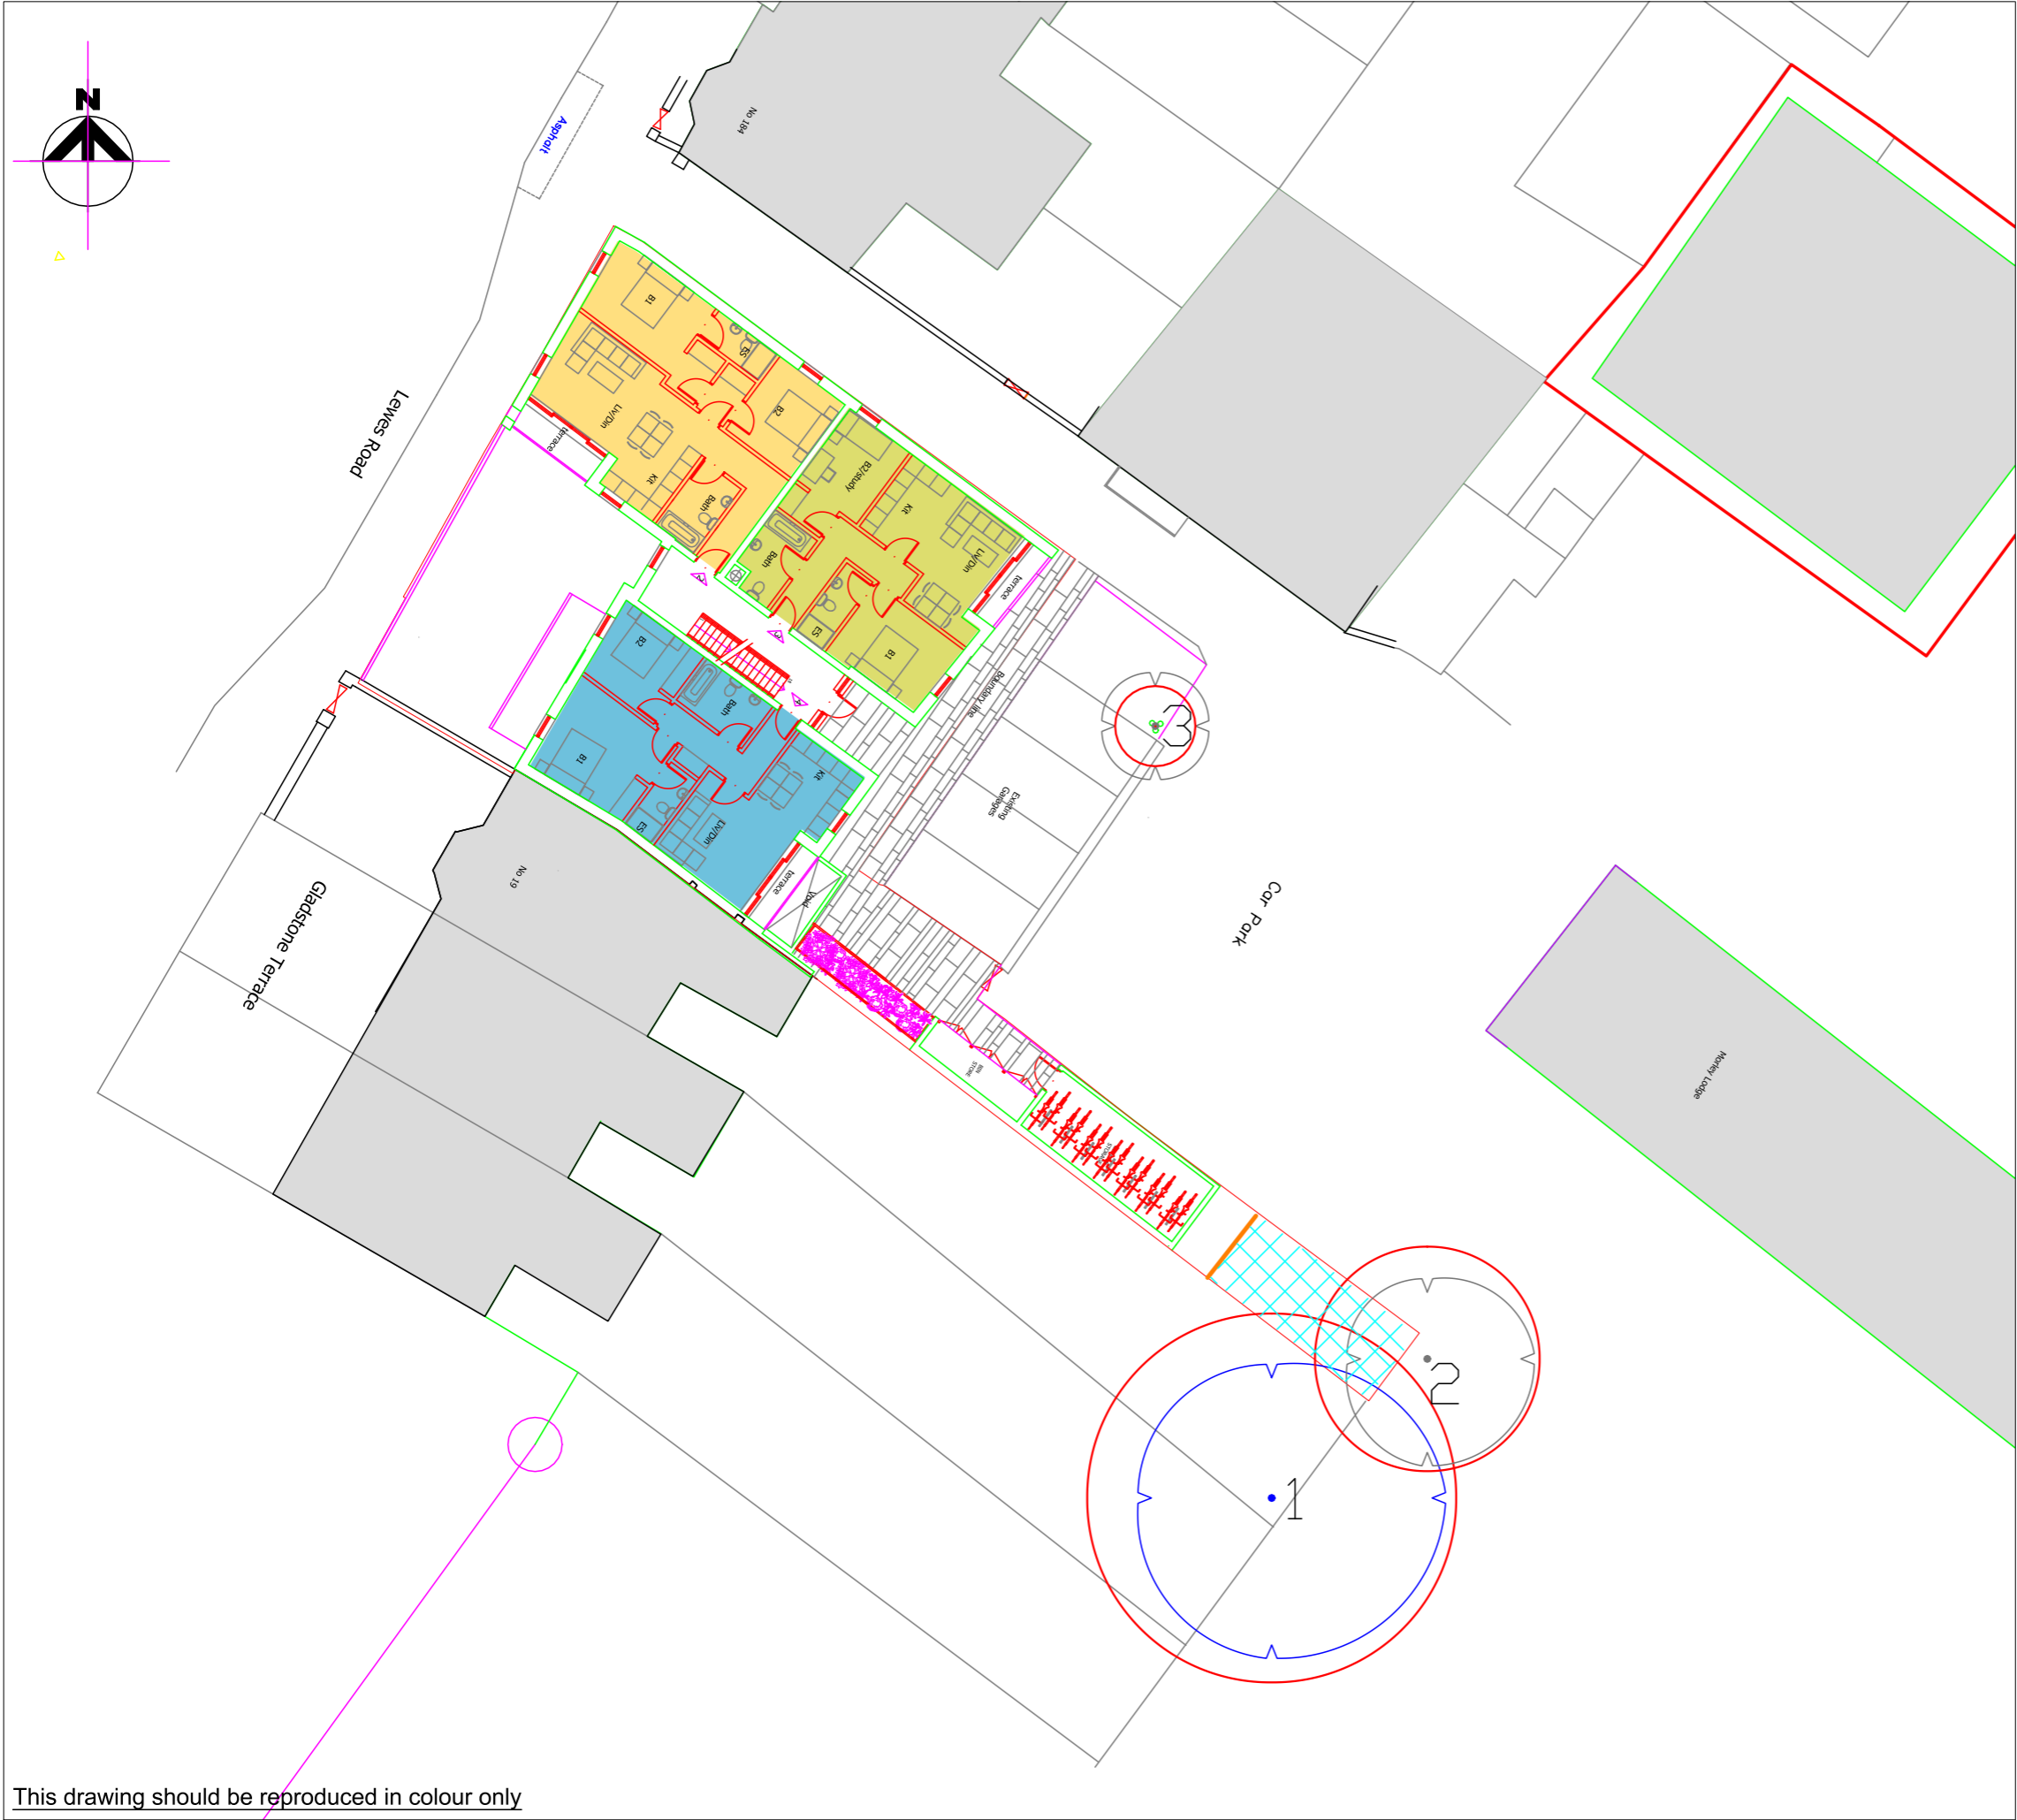 N
Asphalt
No 184
Lewes Road
B1
ES
Liv/Din
B2
terrace
Kit
Bath
B2/study
Kit
Liv/Din
Bath
terrace
ES
B1
B2
Bath
Kit
B1
ES
Liv/Din
terrace
Void
Boundary line
Existing
Garages
3
No 19
Gladstone Terrace
Car Park
BIN
STORE
Morley Lodge
2
1
This drawing should be reproduced in colour only